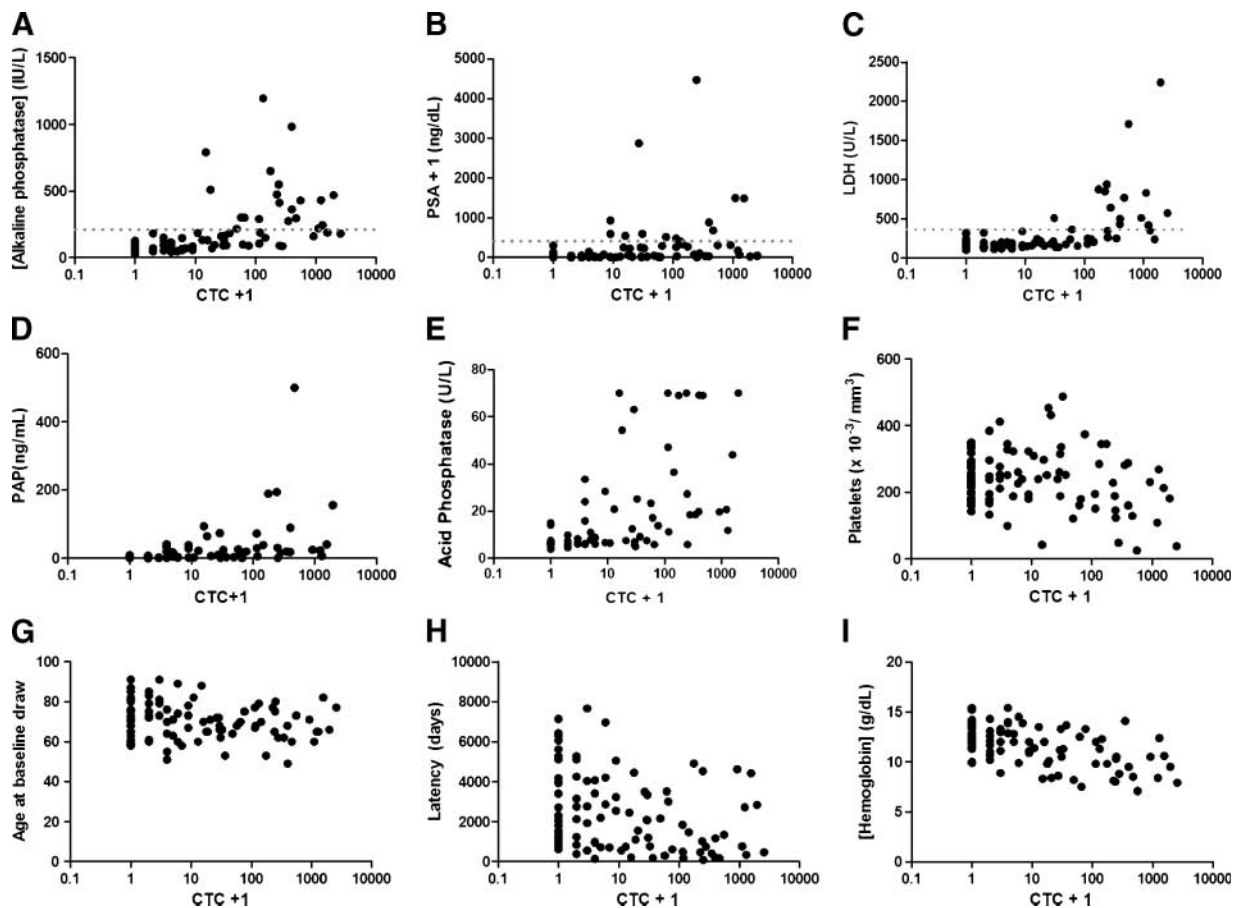 A
B
C
[Alkaline phosphatase] (IU/L)
1500
1000
500
0
0.1 1 10 100 1000 10000
CTC +1
PSA + 1 (ng/dL)
5000
4000
3000
2000
1000
0
0.1 1 10 100 1000 10000
CTC + 1
LDH (U/L)
2500
2000
1500
1000
500
0
0.1 1 10 100 1000 10000
CTC + 1
D
E
F
PAP(ng/mL)
600
400
200
0
0.1 1 10 100 1000 10000
CTC+1
Acid Phosphatase (U/L)
80
60
40
20
0
0.1 1 10 100 1000 10000
CTC + 1
Platelets (x 10⁻³/ mm³)
600
400
200
0
0.1 1 10 100 1000 10000
CTC + 1
G
H
I
Age at baseline draw
100
80
60
40
20
0
0.1 1 10 100 1000 10000
CTC +1
Latency (days)
10000
8000
6000
4000
2000
0
0.1 1 10 100 1000 10000
CTC + 1
[Hemoglobin] (g/dL)
20
15
10
5
0
0.1 1 10 100 1000 10000
CTC + 1